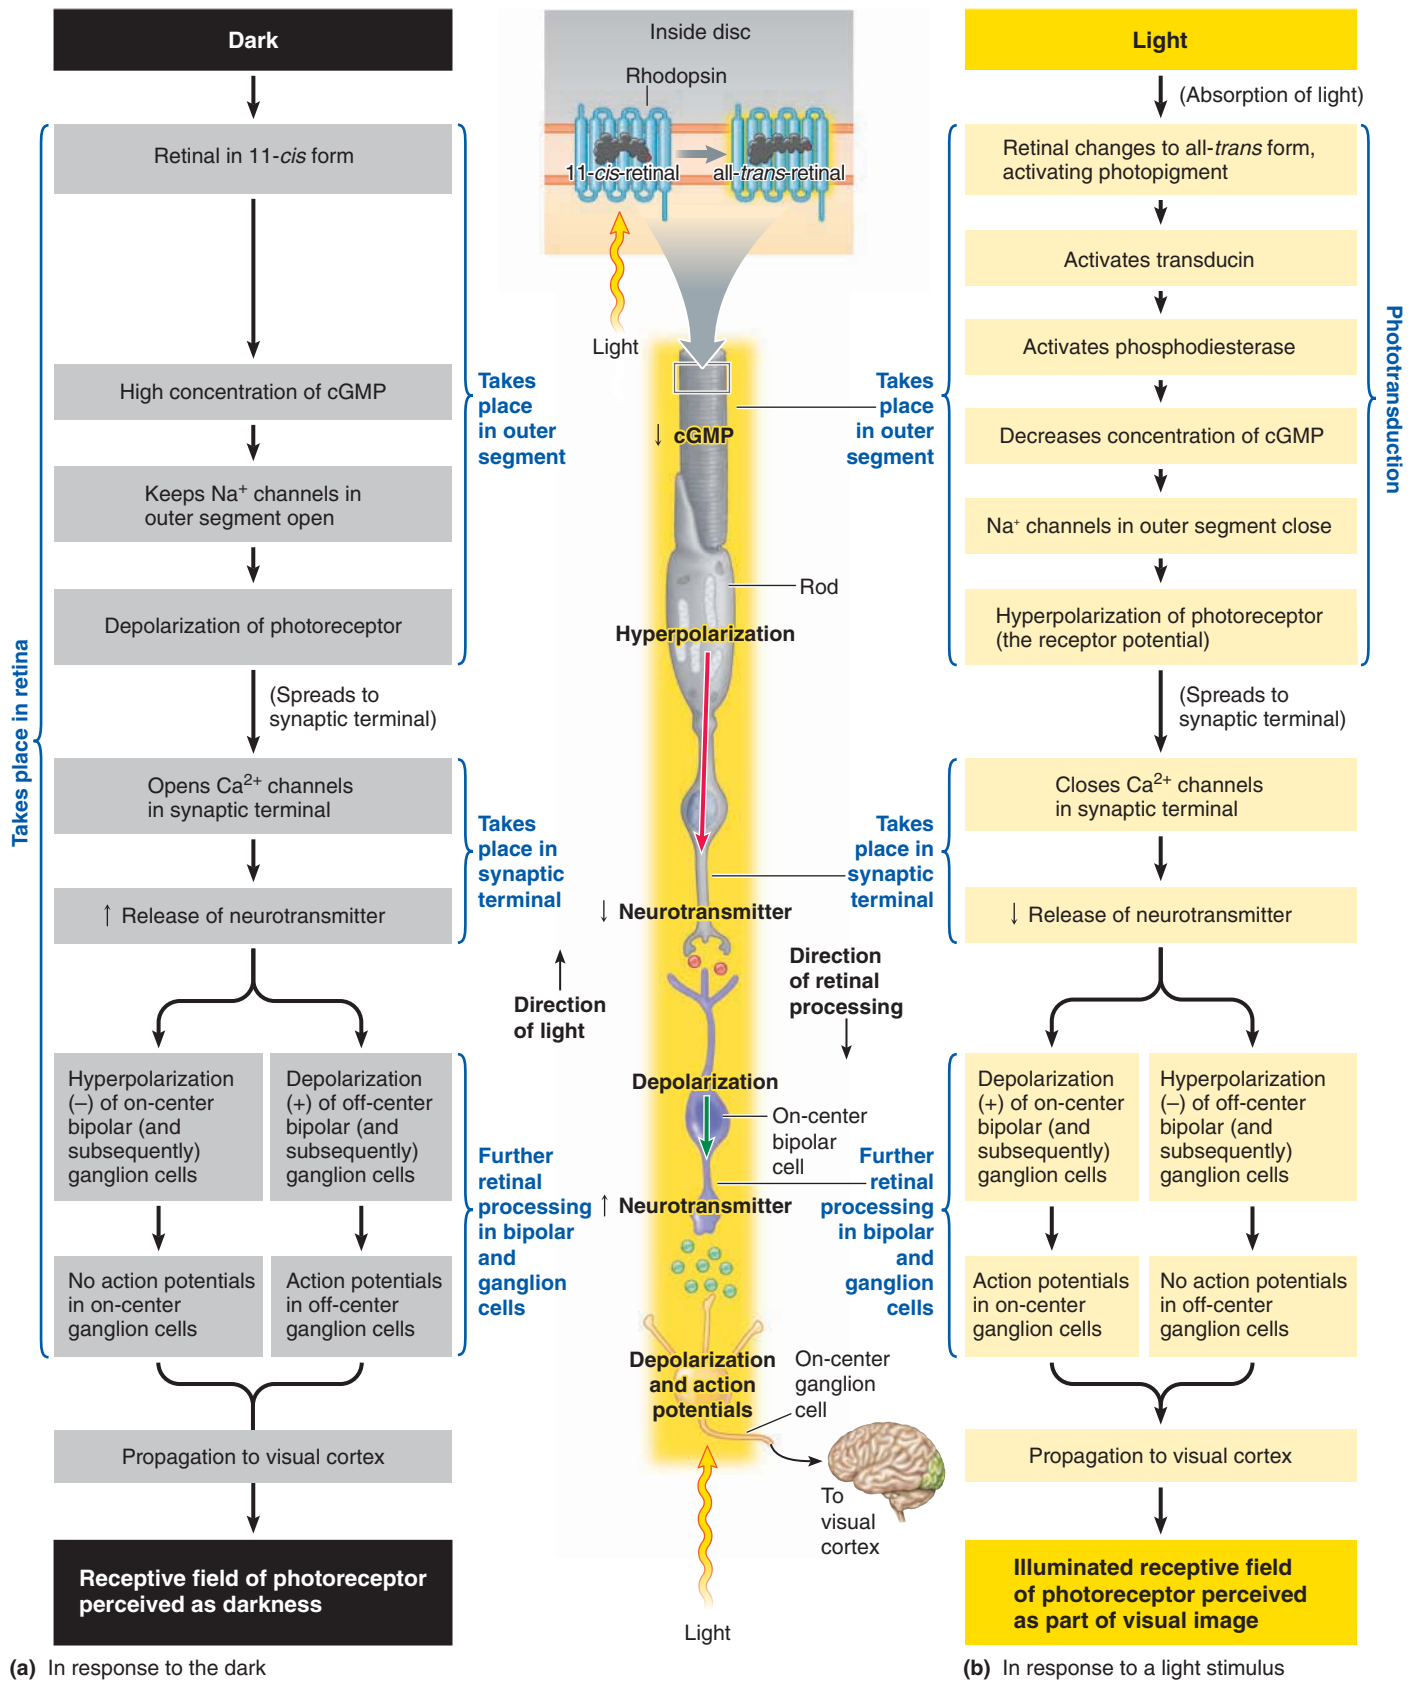 Dark
Retinal in 11-cis form
High concentration of cGMP
Keeps Na+ channels in
outer segment open
Depolarization of photoreceptor
(Spreads to
synaptic terminal)
Opens Ca2+ channels
in synaptic terminal
↑ Release of neurotransmitter
Hyperpolarization
(–) of on-center
bipolar (and
subsequently)
ganglion cells
Depolarization
(+) of off-center
bipolar (and
subsequently)
ganglion cells
No action potentials
in on-center
ganglion cells
Action potentials
in off-center
ganglion cells
Propagation to visual cortex
Receptive field of photoreceptor
perceived as darkness
(a) In response to the dark
Takes place in retina
Takes
place
in outer
segment
Takes
place in
synaptic
terminal
Further
retinal
processing
in bipolar
and
ganglion
cells
Inside disc
Rhodopsin
11-cis-retinal
all-trans-retinal
Light
↓ cGMP
Rod
Hyperpolarization
↓ Neurotransmitter
Direction
of light
Direction
of retinal
processing
Depolarization
On-center
bipolar
cell
↑ Neurotransmitter
Depolarization
and action
potentials
On-center
ganglion
cell
To
visual
cortex
Light
Takes
place
in outer
segment
Takes
place in
synaptic
terminal
Further
retinal
processing
in bipolar
and
ganglion
cells
Light
(Absorption of light)
Retinal changes to all-trans form,
activating photopigment
Activates transducin
Activates phosphodiesterase
Decreases concentration of cGMP
Na+ channels in outer segment close
Hyperpolarization of photoreceptor
(the receptor potential)
Phototransduction
(Spreads to
synaptic terminal)
Closes Ca2+ channels
in synaptic terminal
↓ Release of neurotransmitter
Depolarization
(+) of on-center
bipolar (and
subsequently)
ganglion cells
Hyperpolarization
(–) of off-center
bipolar (and
subsequently)
ganglion cells
Action potentials
in on-center
ganglion cells
No action potentials
in off-center
ganglion cells
Propagation to visual cortex
Illuminated receptive field
of photoreceptor perceived
as part of visual image
(b) In response to a light stimulus